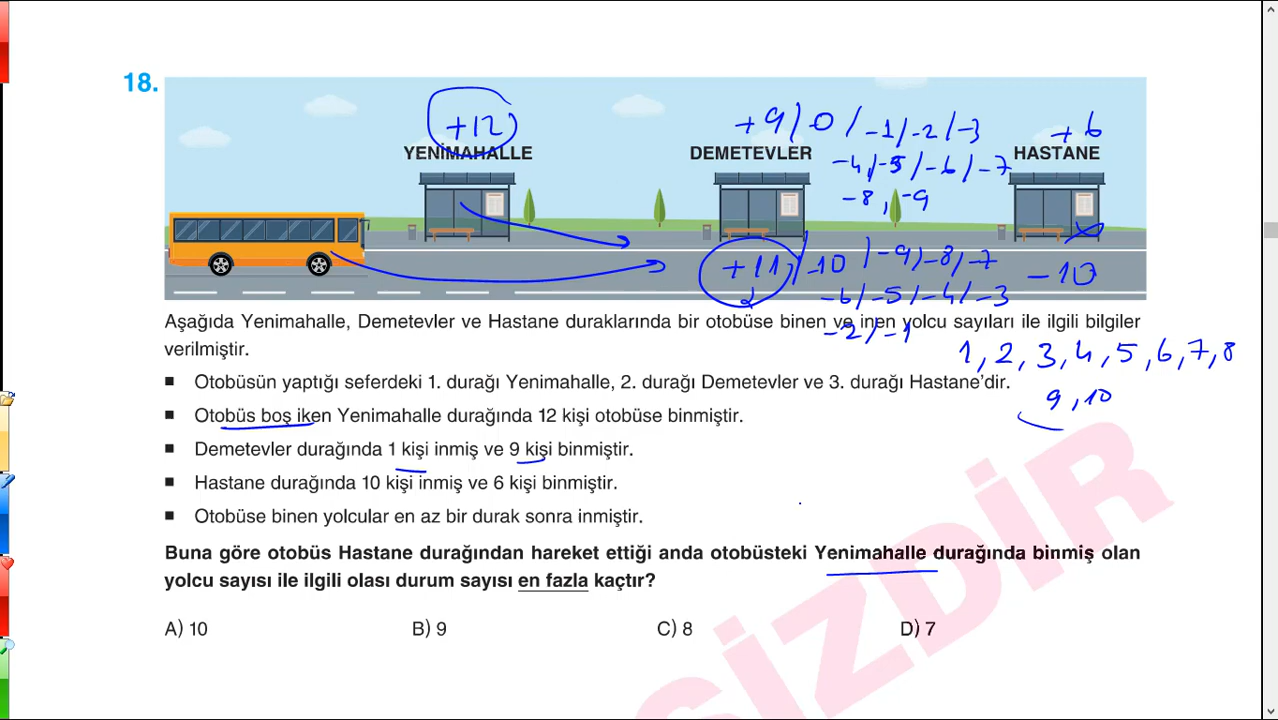 18.
+12
+9 / 0 / -1 / -2 / -3
+6
YENİMAHALLE
DEMETEVLER
HASTANE
-4, -5 / -6 / -7
-8, -9
+11 / -10 / -9 / -8 / -7
-10
-6 / -5 / -4 / -3
Aşağıda Yenimahalle, Demetevler ve Hastane duraklarında bir otobüse binen ve inen yolcu sayıları ile ilgili bilgiler
-2 / -1
verilmiştir.
1, 2, 3, 4, 5, 6, 7, 8
▪ Otobüsün yaptığı seferdeki 1. durağı Yenimahalle, 2. durağı Demetevler ve 3. durağı Hastane'dir.
9, 10
▪ Otobüs boş iken Yenimahalle durağında 12 kişi otobüse binmiştir.
▪ Demetevler durağında 1 kişi inmiş ve 9 kişi binmiştir.
▪ Hastane durağında 10 kişi inmiş ve 6 kişi binmiştir.
▪ Otobüse binen yolcular en az bir durak sonra inmiştir.
Buna göre otobüs Hastane durağından hareket ettiği anda otobüsteki Yenimahalle durağında binmiş olan
yolcu sayısı ile ilgili olası durum sayısı en fazla kaçtır?
A) 10 B) 9 C) 8 D) 7
SİZDİR